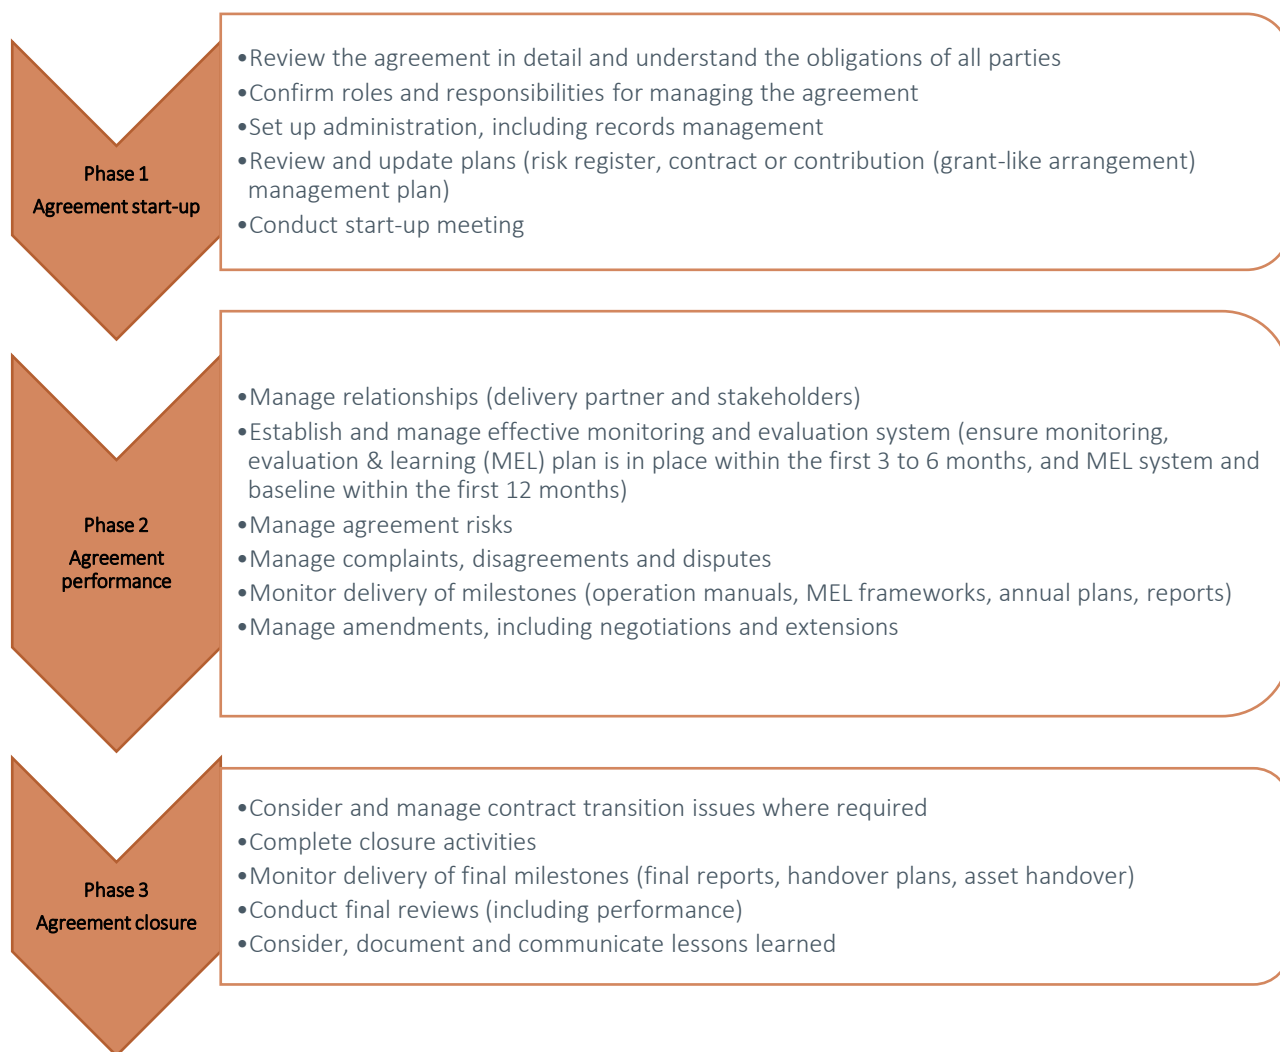 Phase 1
Agreement start-up
•Review the agreement in detail and understand the obligations of all parties
•Confirm roles and responsibilities for managing the agreement
•Set up administration, including records management
•Review and update plans (risk register, contract or contribution (grant-like arrangement)
management plan)
•Conduct start-up meeting
Phase 2
Agreement
performance
•Manage relationships (delivery partner and stakeholders)
•Establish and manage effective monitoring and evaluation system (ensure monitoring,
evaluation & learning (MEL) plan is in place within the first 3 to 6 months, and MEL system and
baseline within the first 12 months)
•Manage agreement risks
•Manage complaints, disagreements and disputes
•Monitor delivery of milestones (operation manuals, MEL frameworks, annual plans, reports)
•Manage amendments, including negotiations and extensions
Phase 3
Agreement closure
•Consider and manage contract transition issues where required
•Complete closure activities
•Monitor delivery of final milestones (final reports, handover plans, asset handover)
•Conduct final reviews (including performance)
•Consider, document and communicate lessons learned